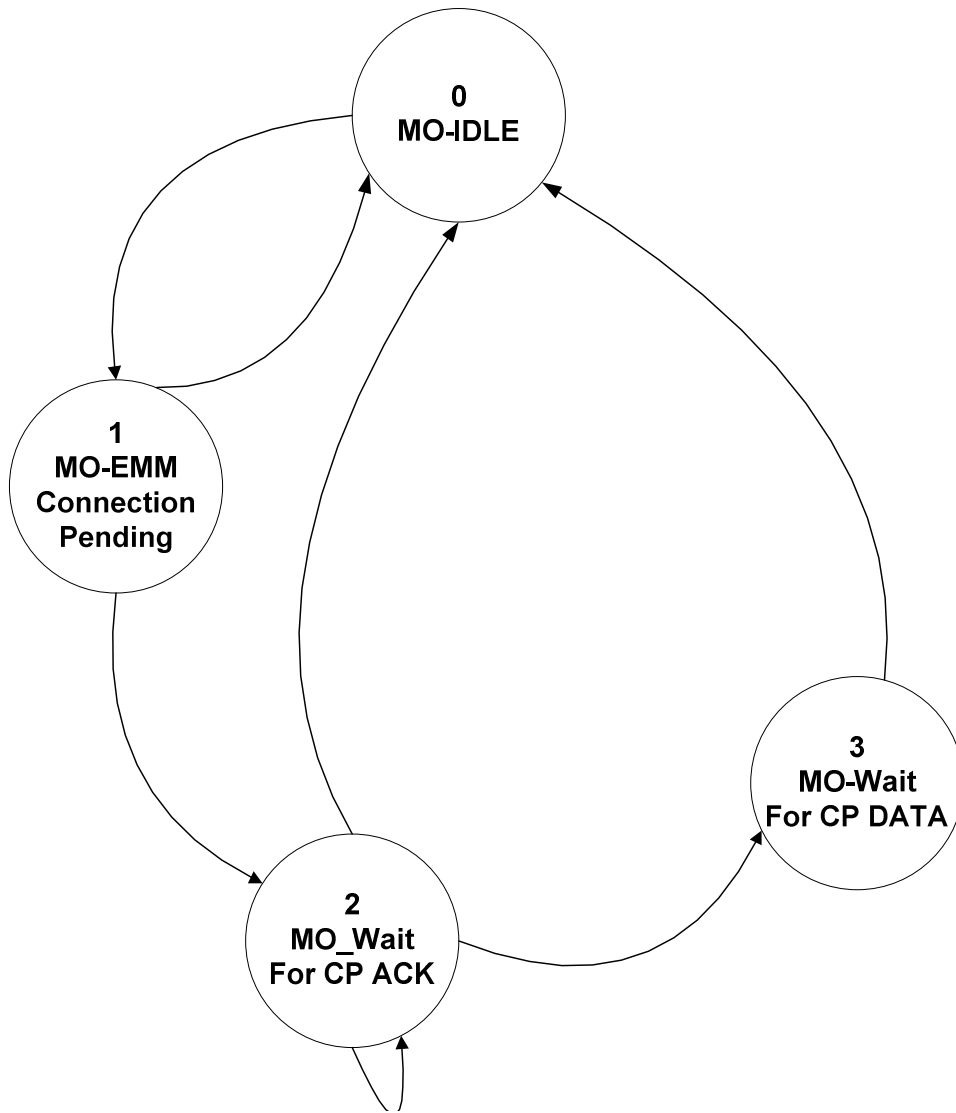 0
MO-IDLE
1
MO-EMM
Connection
Pending
2
MO_Wait
For CP ACK
3
MO-Wait
For CP DATA